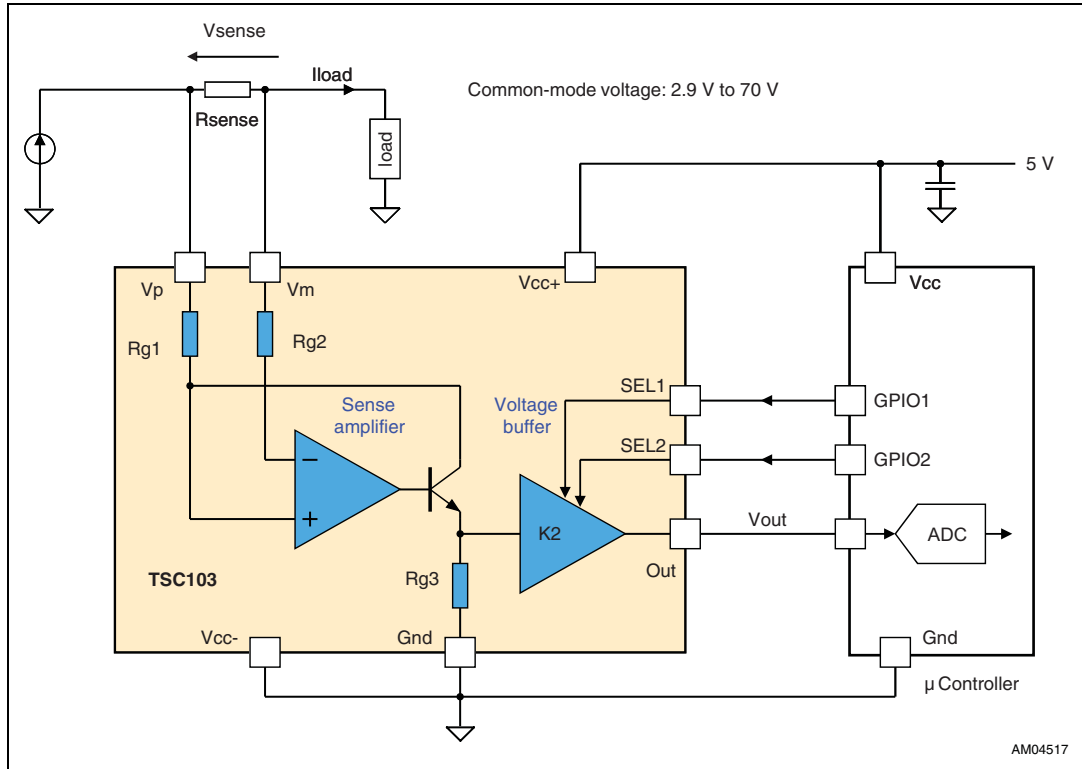 Vsense
Iload
Rsense
load
Common-mode voltage: 2.9 V to 70 V
5 V
Vp
Vm
Vcc+
Vcc
Rg1
Rg2
Sense
amplifier
Voltage
buffer
SEL1
GPIO1
SEL2
GPIO2
−
+
K2
Vout
ADC
Out
TSC103
Rg3
Vcc-
Gnd
Gnd
µ Controller
AM04517